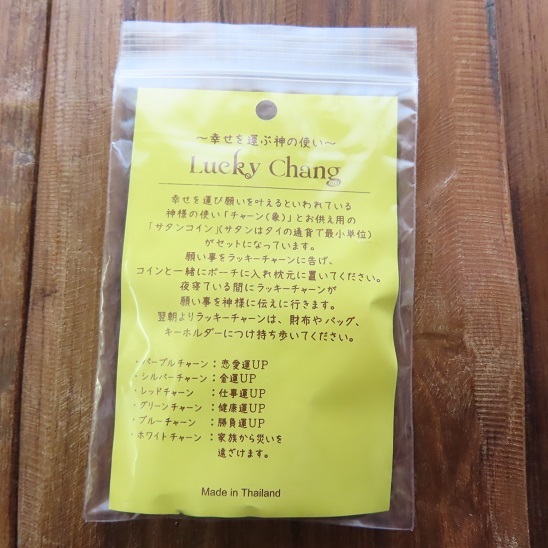 ～幸せを運ぶ神の使い～
Lucky Chang
幸せを運び願いを叶えるといわれている
神様の使い「チャーン(象)」とお供え用の
「サタンコイン」(サタンはタイの通貨で最小単位)
がセットになっています。
願い事をラッキーチャーンに告げ、
コインと一緒にポーチに入れ枕元に置いてください。
夜寝ている間にラッキーチャーンが
願い事を神様に伝えに行きます。
翌朝よりラッキーチャーンは、財布やバッグ、
キーホルダーにつけ持ち歩いてください。
・パープルチャーン：恋愛運UP
・シルバーチャーン：金運UP
・レッドチャーン：仕事運UP
・グリーンチャーン：健康運UP
・ブルーチャーン：勝負運UP
・ホワイトチャーン：家族から災いを
遠ざけます。
Made in Thailand